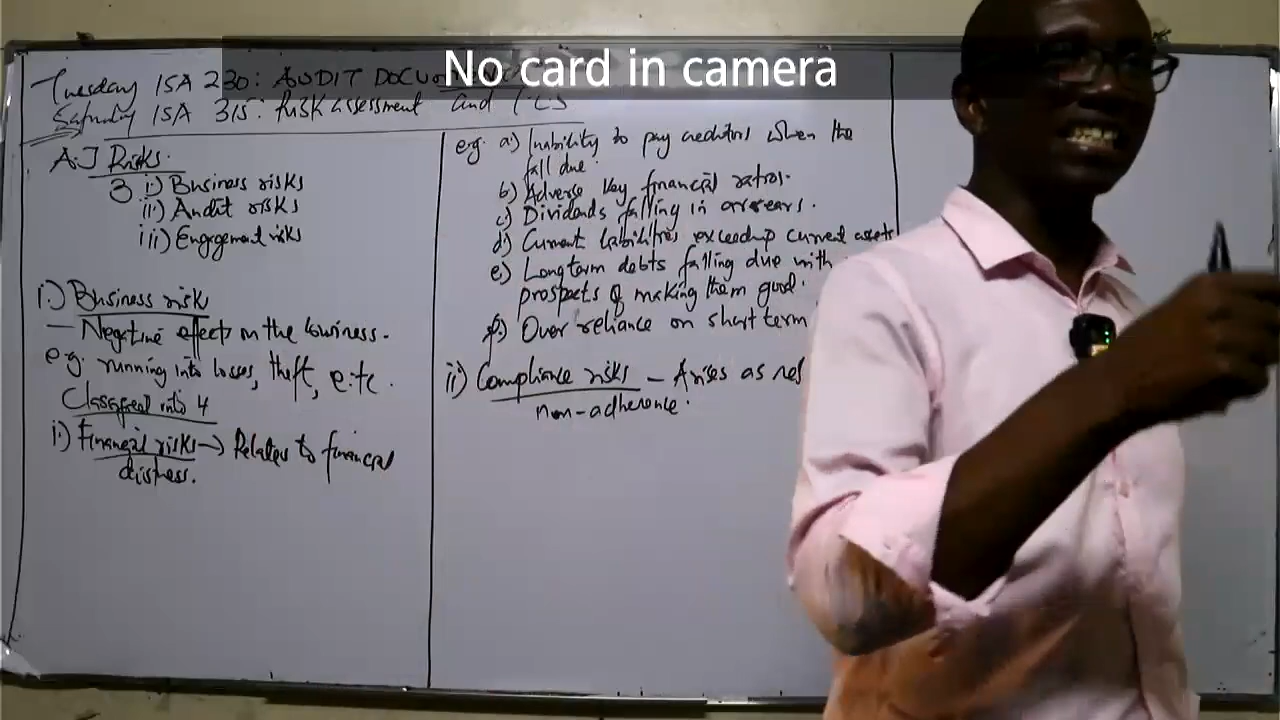 No card in camera
Tuesday ISA 230: AUDIT
Saturday ISA 315: Risk assessment and
A.) Risks.
3 i) Business risks
ii) Audit risks
iii) Engagement risks
i.) Business risk
— Negative effects on the business.
e.g. running into losses, theft, e.t.c.
Classified into 4
i.) Financial risks → Relates to financial
distress.
e.g. a) Inability to pay creditors when the
fall due.
b) Adverse key financial ratios.
c) Dividends falling in arrears.
d) Current liabilities exceeding current assets
e) Longterm debts falling due with
prospects of making them good.
f.) Over reliance on short term
ii) Compliance risks — Arises as
non-adherence.